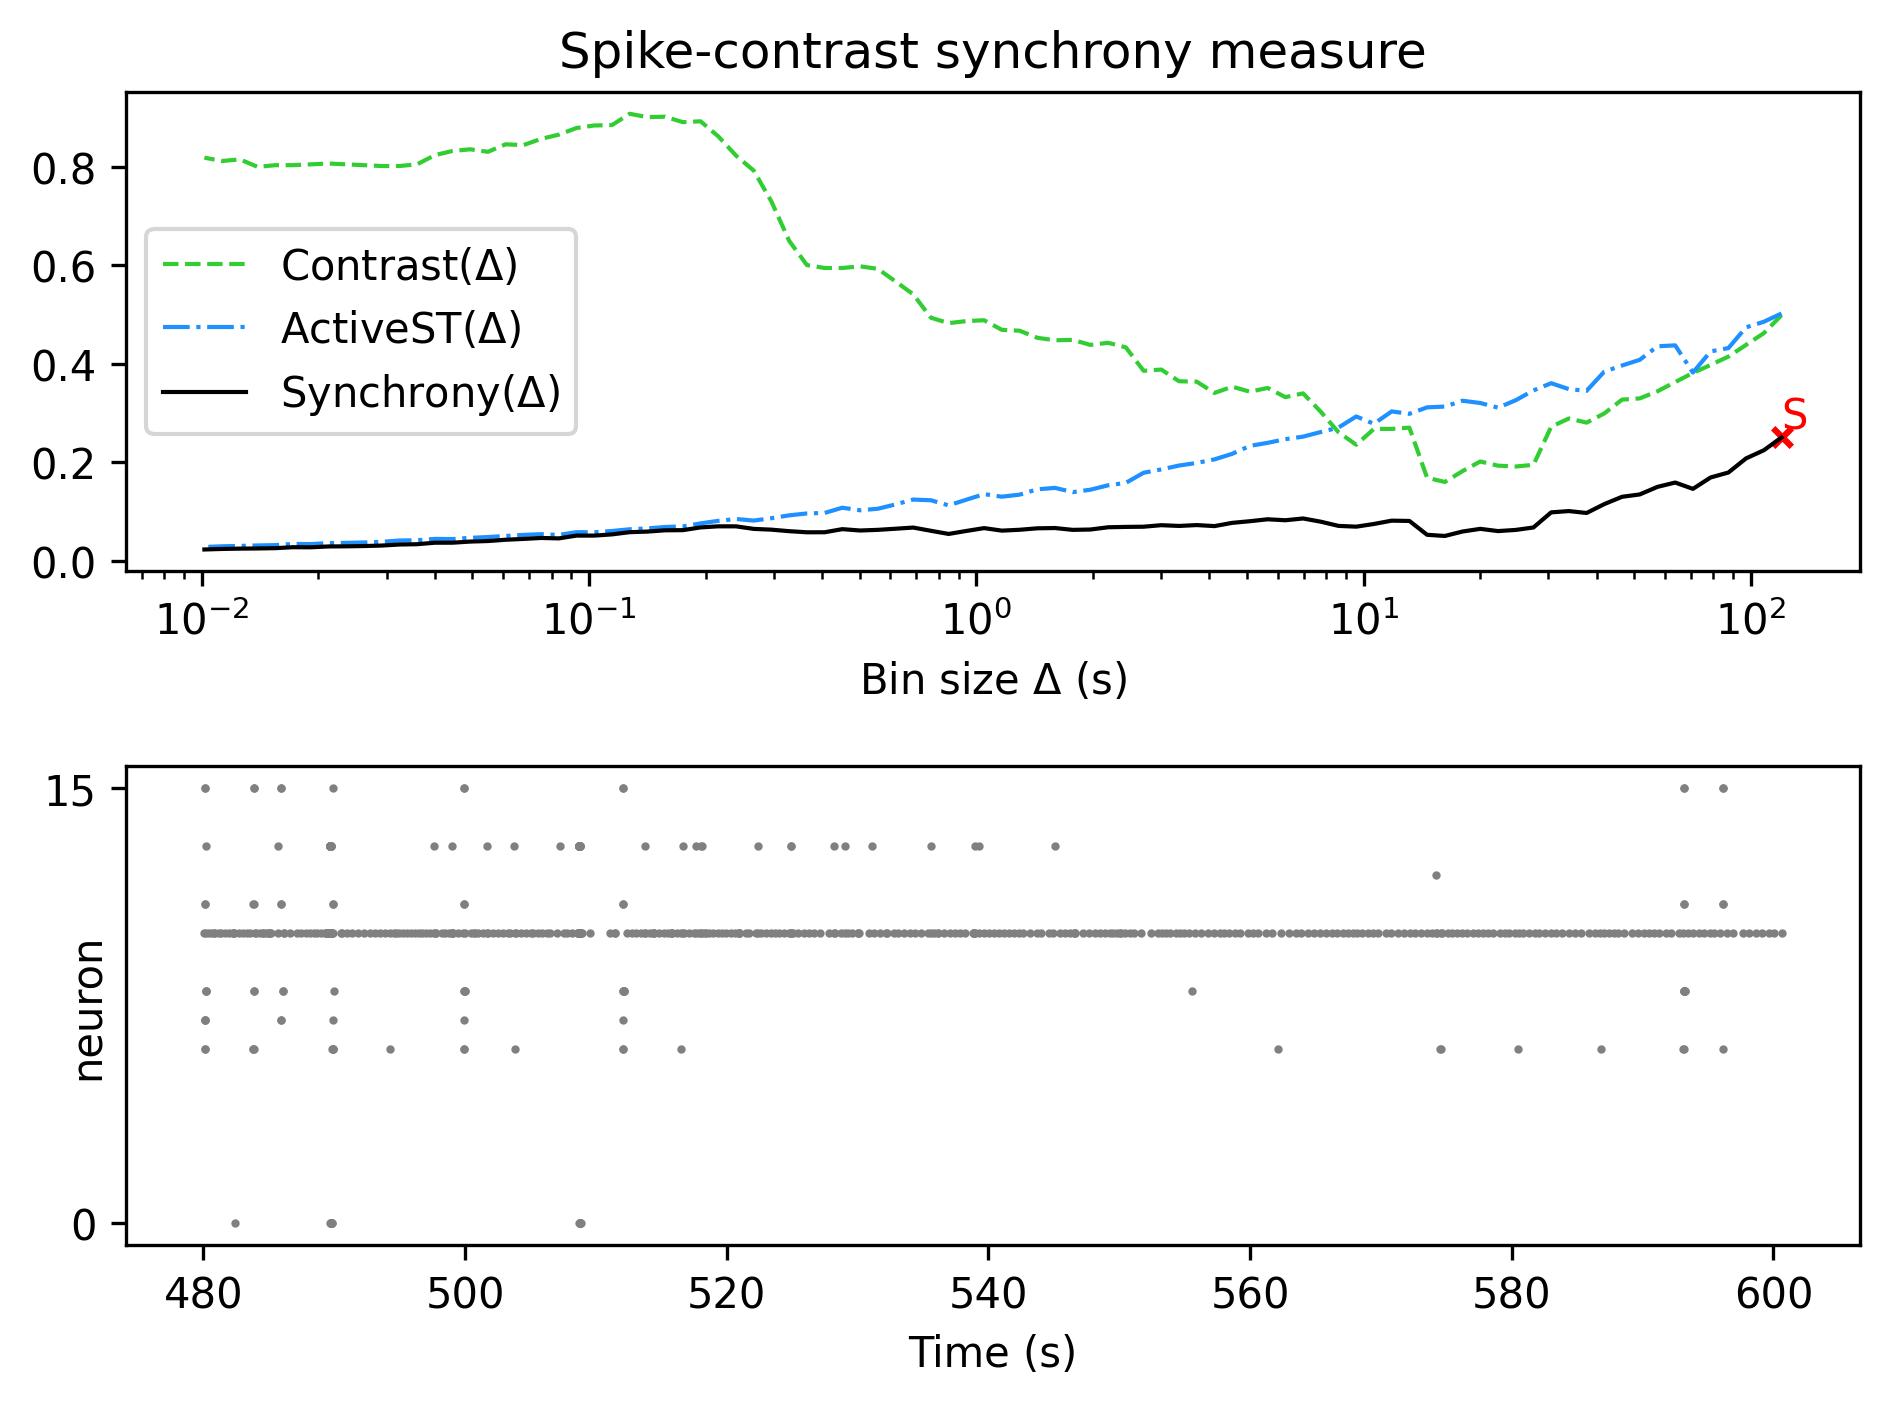 Spike-contrast synchrony measure
0.8
0.6
0.4
0.2
0.0
Contrast(Δ)
ActiveST(Δ)
Synchrony(Δ)
S
10⁻² 10⁻¹ 10⁰ 10¹ 10²
Bin size Δ (s)
15
neuron
0
480 500 520 540 560 580 600
Time (s)